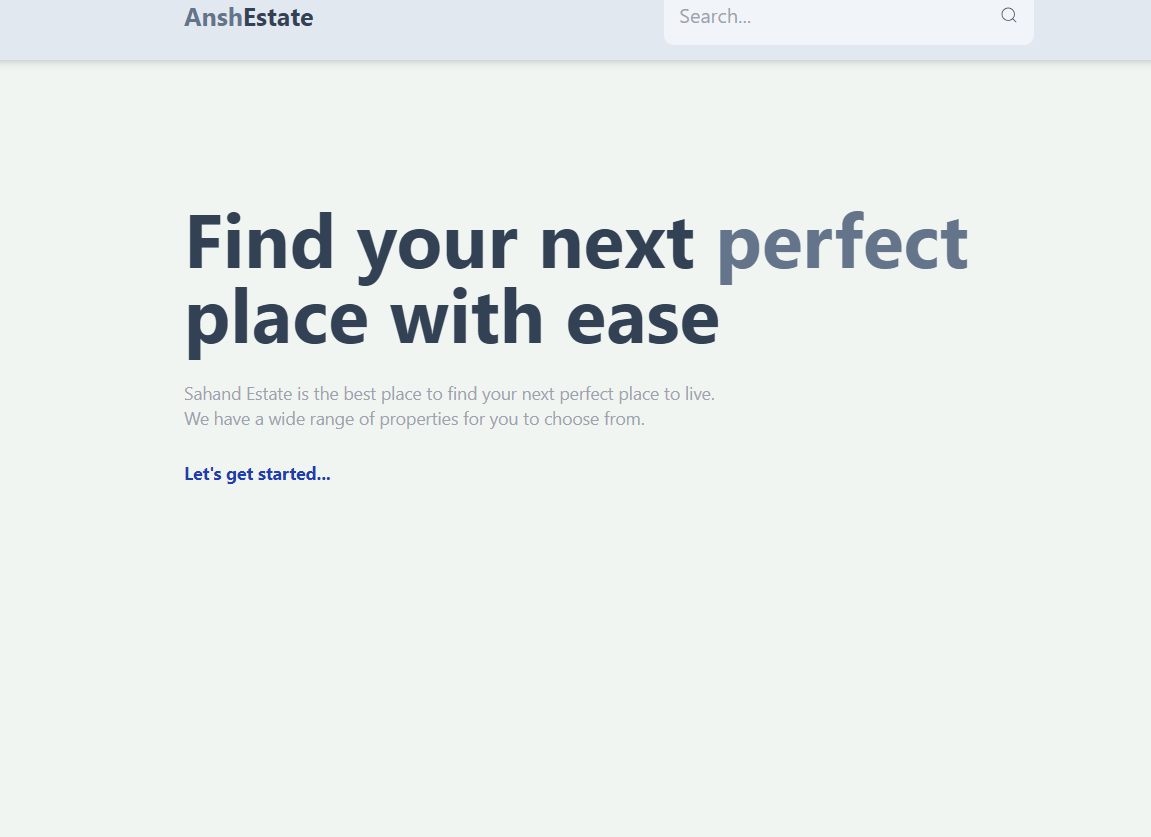 AnshEstate
Search...
Find your next perfect
place with ease
Sahand Estate is the best place to find your next perfect place to live.
We have a wide range of properties for you to choose from.
Let's get started...